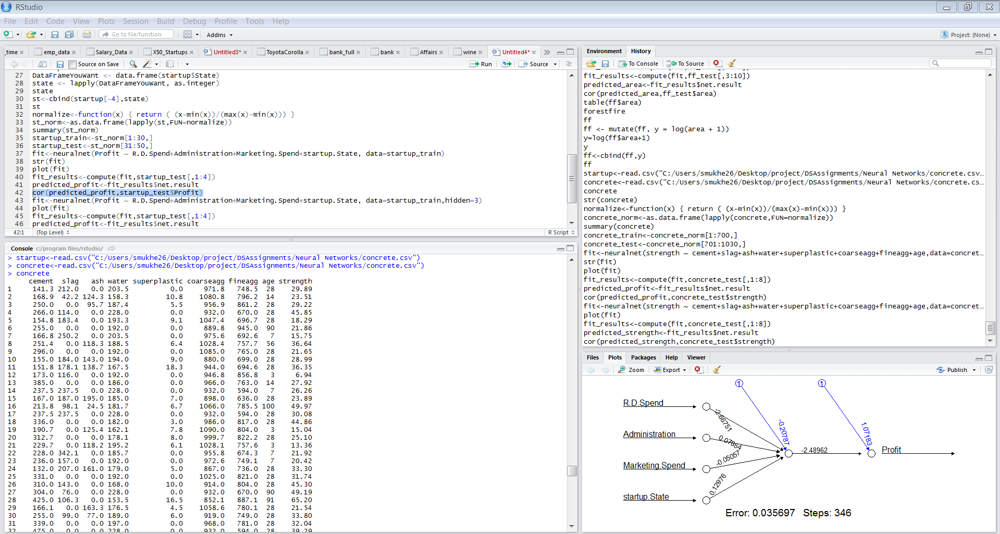 RStudio
File Edit Code View Plots Session Build Debug Profile Tools Help
Go to file/function Addins Project: (None)
_time emp_data Salary_Data X50_Startups Untitled3* ToyotaCorolla bank_full bank Affairs wine Untitled4*
Source on Save Run Source
27 DataFrameYouWant <- data.frame(startup$State)
28 state <- lapply(DataFrameYouWant, as.integer)
29 state
30 st<-cbind(startup[-4],state)
31 st
32 normalize<-function(x) { return ( (x-min(x))/(max(x)-min(x))) }
33 st_norm<-as.data.frame(lapply(st,FUN=normalize))
34 summary(st_norm)
35 startup_train<-st_norm[1:30,]
36 startup_test<-st_norm[31:50,]
37 fit<-neuralnet(Profit ~ R.D.Spend+Administration+Marketing.Spend+startup.State, data=startup_train)
38 str(fit)
39 plot(fit)
40 fit_results<-compute(fit,startup_test[,1:4])
41 predicted_profit<-fit_results$net.result
42 cor(predicted_profit,startup_test$Profit)
43 fit<-neuralnet(Profit ~ R.D.Spend+Administration+Marketing.Spend+startup.State, data=startup_train,hidden=3)
44 plot(fit)
45 fit_results<-compute(fit,startup_test[,1:4])
46 predicted_profit<-fit_results$net.result
42:1 (Top Level) R Script
Console c:/program files/rstudio/
> startup<-read.csv("C:/Users/smukhe26/Desktop/project/DSAssignments/Neural Networks/concrete.csv")
> concrete<-read.csv("C:/Users/smukhe26/Desktop/project/DSAssignments/Neural Networks/concrete.csv")
> concrete
cement slag ash water superplastic coarseagg fineagg age strength
1 141.3 212.0 0.0 203.5 0.0 971.8 748.5 28 29.89
2 168.9 42.2 124.3 158.3 10.8 1080.8 796.2 14 23.51
3 250.0 0.0 95.7 187.4 5.5 956.9 861.2 28 29.22
4 266.0 114.0 0.0 228.0 0.0 932.0 670.0 28 45.85
5 154.8 183.4 0.0 193.3 9.1 1047.4 696.7 28 18.29
6 255.0 0.0 0.0 192.0 0.0 889.8 945.0 90 21.86
7 166.8 250.2 0.0 203.5 0.0 975.6 692.6 7 15.75
8 251.4 0.0 118.3 188.5 6.4 1028.4 757.7 56 36.64
9 296.0 0.0 0.0 192.0 0.0 1085.0 765.0 28 21.65
10 155.0 184.0 143.0 194.0 9.0 880.0 699.0 28 28.99
11 151.8 178.1 138.7 167.5 18.3 944.0 694.6 28 36.35
12 173.0 116.0 0.0 192.0 0.0 946.8 856.8 3 6.94
13 385.0 0.0 0.0 186.0 0.0 966.0 763.0 14 27.92
14 237.5 237.5 0.0 228.0 0.0 932.0 594.0 7 26.26
15 167.0 187.0 195.0 185.0 7.0 898.0 636.0 28 23.89
16 213.8 98.1 24.5 181.7 6.7 1066.0 785.5 100 49.97
17 237.5 237.5 0.0 228.0 0.0 932.0 594.0 28 30.08
18 336.0 0.0 0.0 182.0 3.0 986.0 817.0 28 44.86
19 190.7 0.0 125.4 162.1 7.8 1090.0 804.0 3 15.04
20 312.7 0.0 0.0 178.1 8.0 999.7 822.2 28 25.10
21 229.7 0.0 118.2 195.2 6.1 1028.1 757.6 3 13.36
22 228.0 342.1 0.0 185.7 0.0 955.8 674.3 7 21.92
23 236.0 157.0 0.0 192.0 0.0 972.6 749.1 7 20.42
24 132.0 207.0 161.0 179.0 5.0 867.0 736.0 28 33.30
25 331.0 0.0 0.0 192.0 0.0 1025.0 821.0 28 31.74
26 310.0 143.0 0.0 168.0 10.0 914.0 804.0 28 45.30
27 304.0 76.0 0.0 228.0 0.0 932.0 670.0 90 49.19
28 425.0 106.3 0.0 153.5 16.5 852.1 887.1 91 65.20
29 166.1 0.0 163.3 176.5 4.5 1058.6 780.1 28 21.54
30 255.0 99.0 77.0 189.0 6.0 919.0 749.0 28 33.80
31 339.0 0.0 0.0 197.0 0.0 968.0 781.0 28 32.04
32 475.0 0.0 0.0 228.0 0.0 932.0 594.0 28 39.29
Environment History
To Console To Source
fit_results<-compute(fit,ff_test[,3:10])
predicted_area<-fit_results$net.result
cor(predicted_area,ff_test$area)
table(ff$area)
forestfire
ff
ff <- mutate(ff, y = log(area + 1))
y=log(ff$area+1)
y
ff<-cbind(ff,y)
ff
startup<-read.csv("C:/Users/smukhe26/Desktop/project/DSAssignments/Neural Networks/concrete.csv…
concrete<-read.csv("C:/Users/smukhe26/Desktop/project/DSAssignments/Neural Networks/concrete.cs…
concrete
str(concrete)
normalize<-function(x) { return ( (x-min(x))/(max(x)-min(x))) }
concrete_norm<-as.data.frame(lapply(concrete,FUN=normalize))
summary(concrete)
concrete_train<-concrete_norm[1:700,]
concrete_test<-concrete_norm[701:1030,]
fit<-neuralnet(strength ~ cement+slag+ash+water+superplastic+coarseagg+fineagg+age,data=concret…
str(fit)
plot(fit)
fit_results<-compute(fit,concrete_test[,1:8])
predicted_profit<-fit_results$net.result
cor(predicted_profit,concrete_test$strength)
fit<-neuralnet(strength ~ cement+slag+ash+water+superplastic+coarseagg+fineagg+age,data=concret…
plot(fit)
fit_results<-compute(fit,concrete_test[,1:8])
predicted_strength<-fit_results$net.result
cor(predicted_strength,concrete_test$strength)
Files Plots Packages Help Viewer
Zoom Export Publish
1 1
R.D.Spend
-2.66751
-0.20787
1.07183
Administration
0.07854
-2.48962
Profit
Marketing.Spend
-0.05057
startup.State
0.12976
Error: 0.035697 Steps: 346